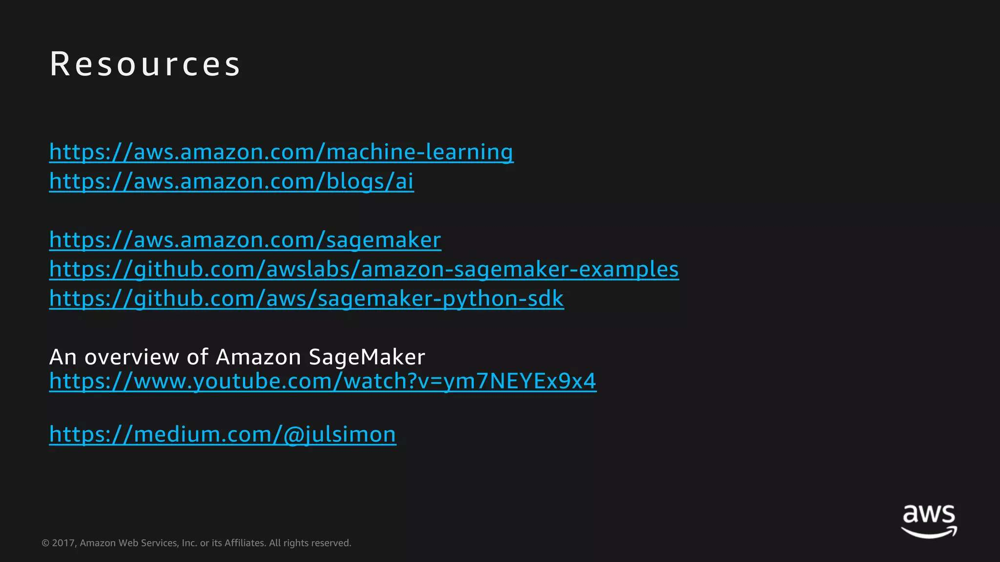 Resources
https://aws.amazon.com/machine-learning
https://aws.amazon.com/blogs/ai
https://aws.amazon.com/sagemaker
https://github.com/awslabs/amazon-sagemaker-examples
https://github.com/aws/sagemaker-python-sdk
An overview of Amazon SageMaker
https://www.youtube.com/watch?v=ym7NEYEx9x4
https://medium.com/@julsimon
aws
© 2017, Amazon Web Services, Inc. or its Affiliates. All rights reserved.